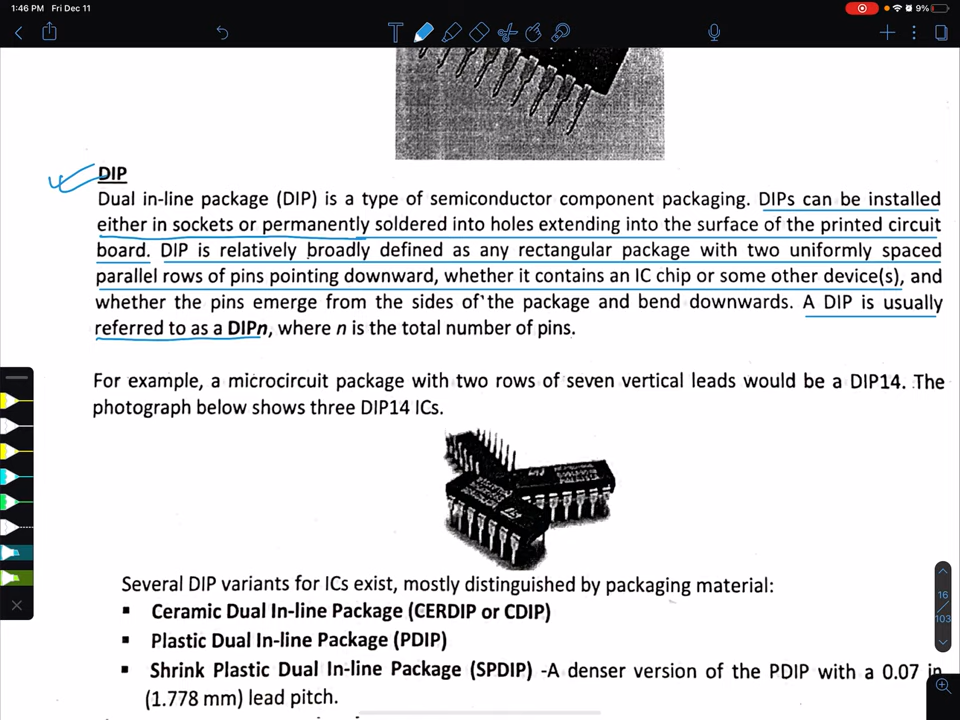 1:46 PM Fri Dec 11
9%
DIP
Dual in-line package (DIP) is a type of semiconductor component packaging. DIPs can be installed
either in sockets or permanently soldered into holes extending into the surface of the printed circuit
board. DIP is relatively broadly defined as any rectangular package with two uniformly spaced
parallel rows of pins pointing downward, whether it contains an IC chip or some other device(s), and
whether the pins emerge from the sides of the package and bend downwards. A DIP is usually
referred to as a DIPn, where n is the total number of pins.
For example, a microcircuit package with two rows of seven vertical leads would be a DIP14. The
photograph below shows three DIP14 ICs.
Several DIP variants for ICs exist, mostly distinguished by packaging material:
▪ Ceramic Dual In-line Package (CERDIP or CDIP)
▪ Plastic Dual In-line Package (PDIP)
▪ Shrink Plastic Dual In-line Package (SPDIP) -A denser version of the PDIP with a 0.07 in
(1.778 mm) lead pitch.
16
103